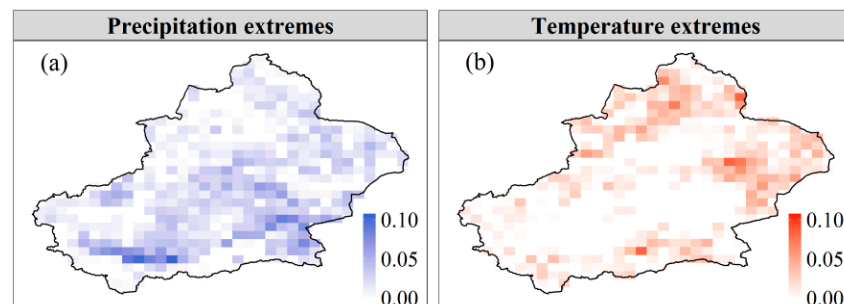 Precipitation extremes
Temperature extremes
(a)
0.10
0.05
0.00
(b)
0.10
0.05
0.00